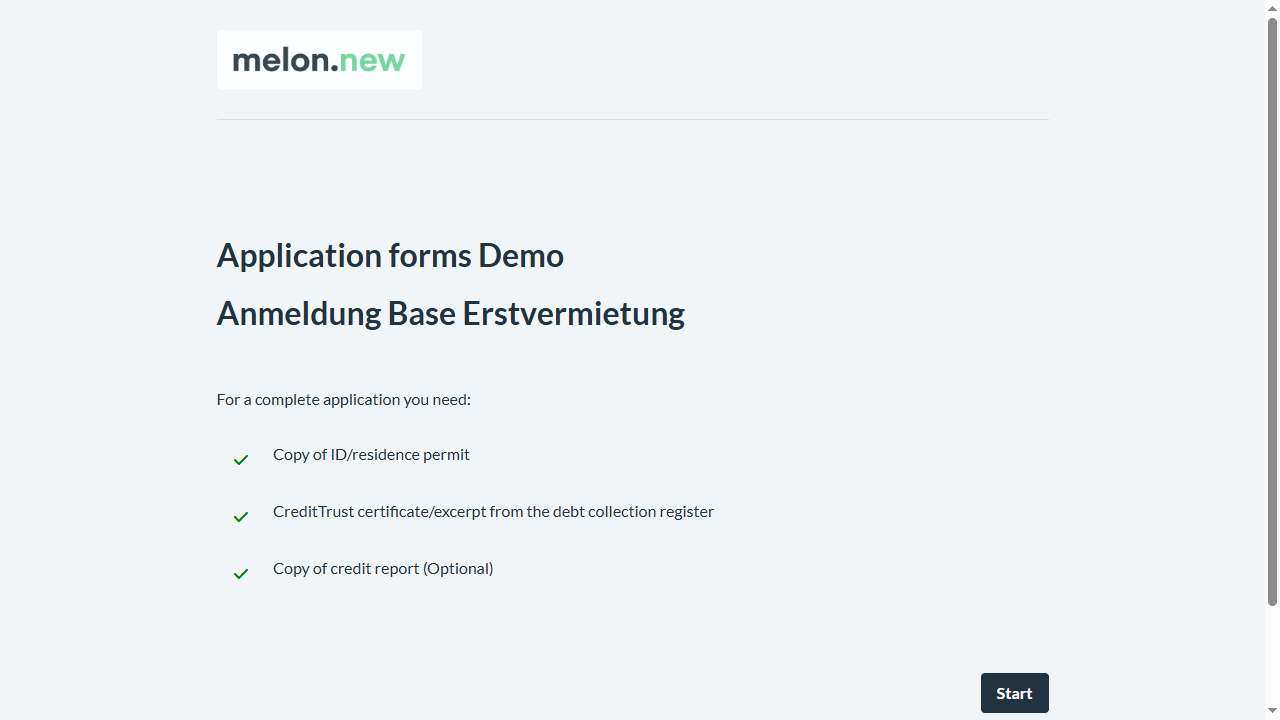 melon.new
Application forms Demo
Anmeldung Base Erstvermietung
For a complete application you need:
Copy of ID/residence permit
CreditTrust certificate/excerpt from the debt collection register
Copy of credit report (Optional)
Start